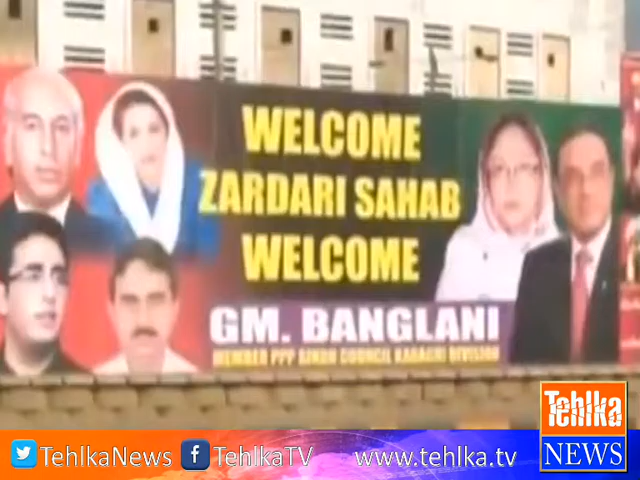 WELCOME
ZARDARI SAHAB
WELCOME
GM. BANGLANI
MEMBER PPP SINDH COUNCIL KARACHI DIVISION
Tehlka
NEWS
TehlkaNews TehlkaTV www.tehlka.tv